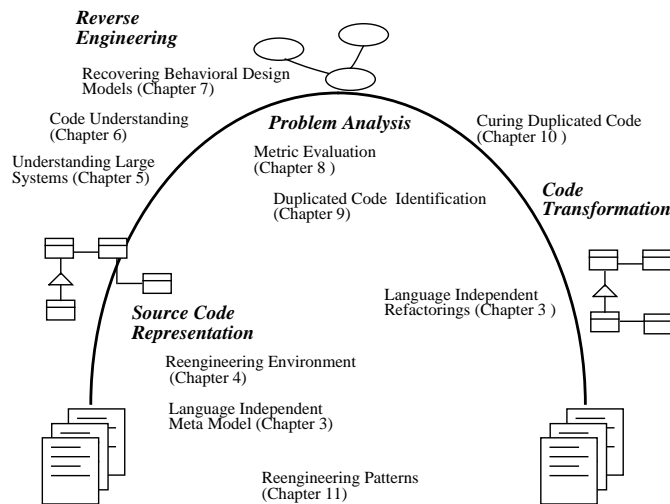 Reverse
Engineering
Recovering Behavioral Design
Models (Chapter 7)
Code Understanding
(Chapter 6)
Understanding Large
Systems (Chapter 5)
Problem Analysis
Metric Evaluation
(Chapter 8 )
Duplicated Code Identification
(Chapter 9)
Curing Duplicated Code
(Chapter 10 )
Code
Transformation
Language Independent
Refactorings (Chapter 3 )
Source Code
Representation
Reengineering Environment
(Chapter 4)
Language Independent
Meta Model (Chapter 3)
Reengineering Patterns
(Chapter 11)